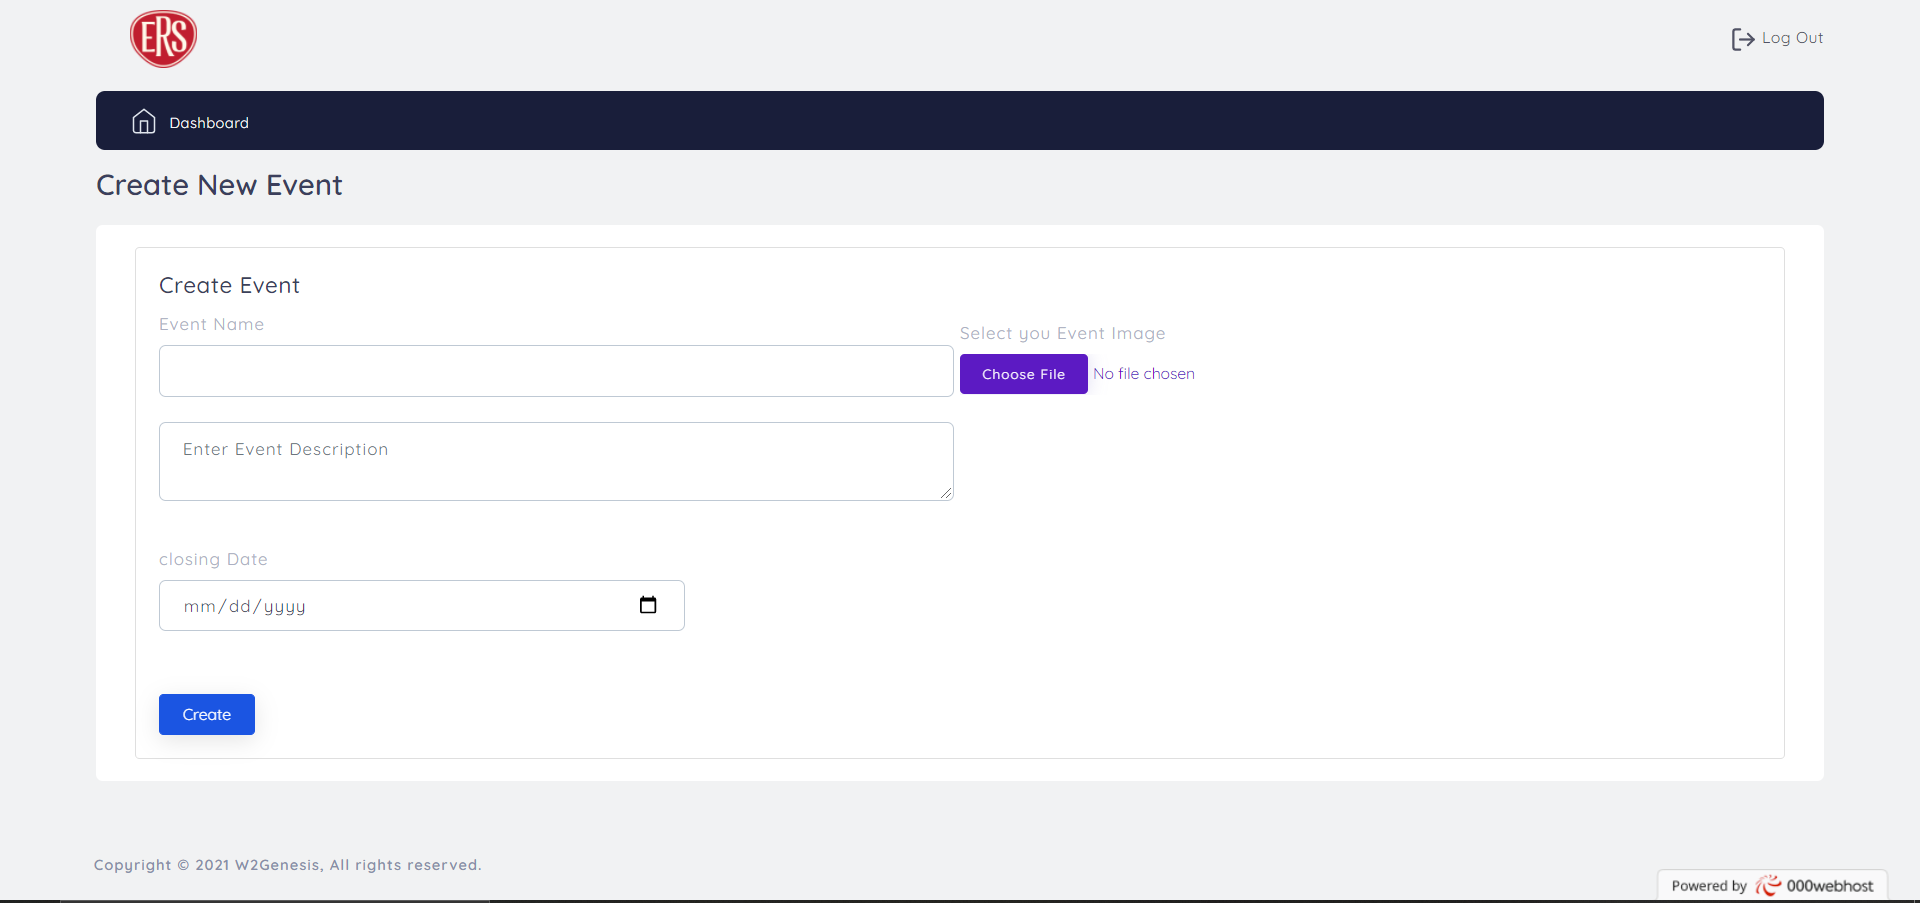 ERS
Log Out
Dashboard
Create New Event
Create Event
Event Name
Select you Event Image
Choose File No file chosen
Enter Event Description
closing Date
mm/dd/yyyy
Create
Copyright © 2021 W2Genesis, All rights reserved.
Powered by 000webhost